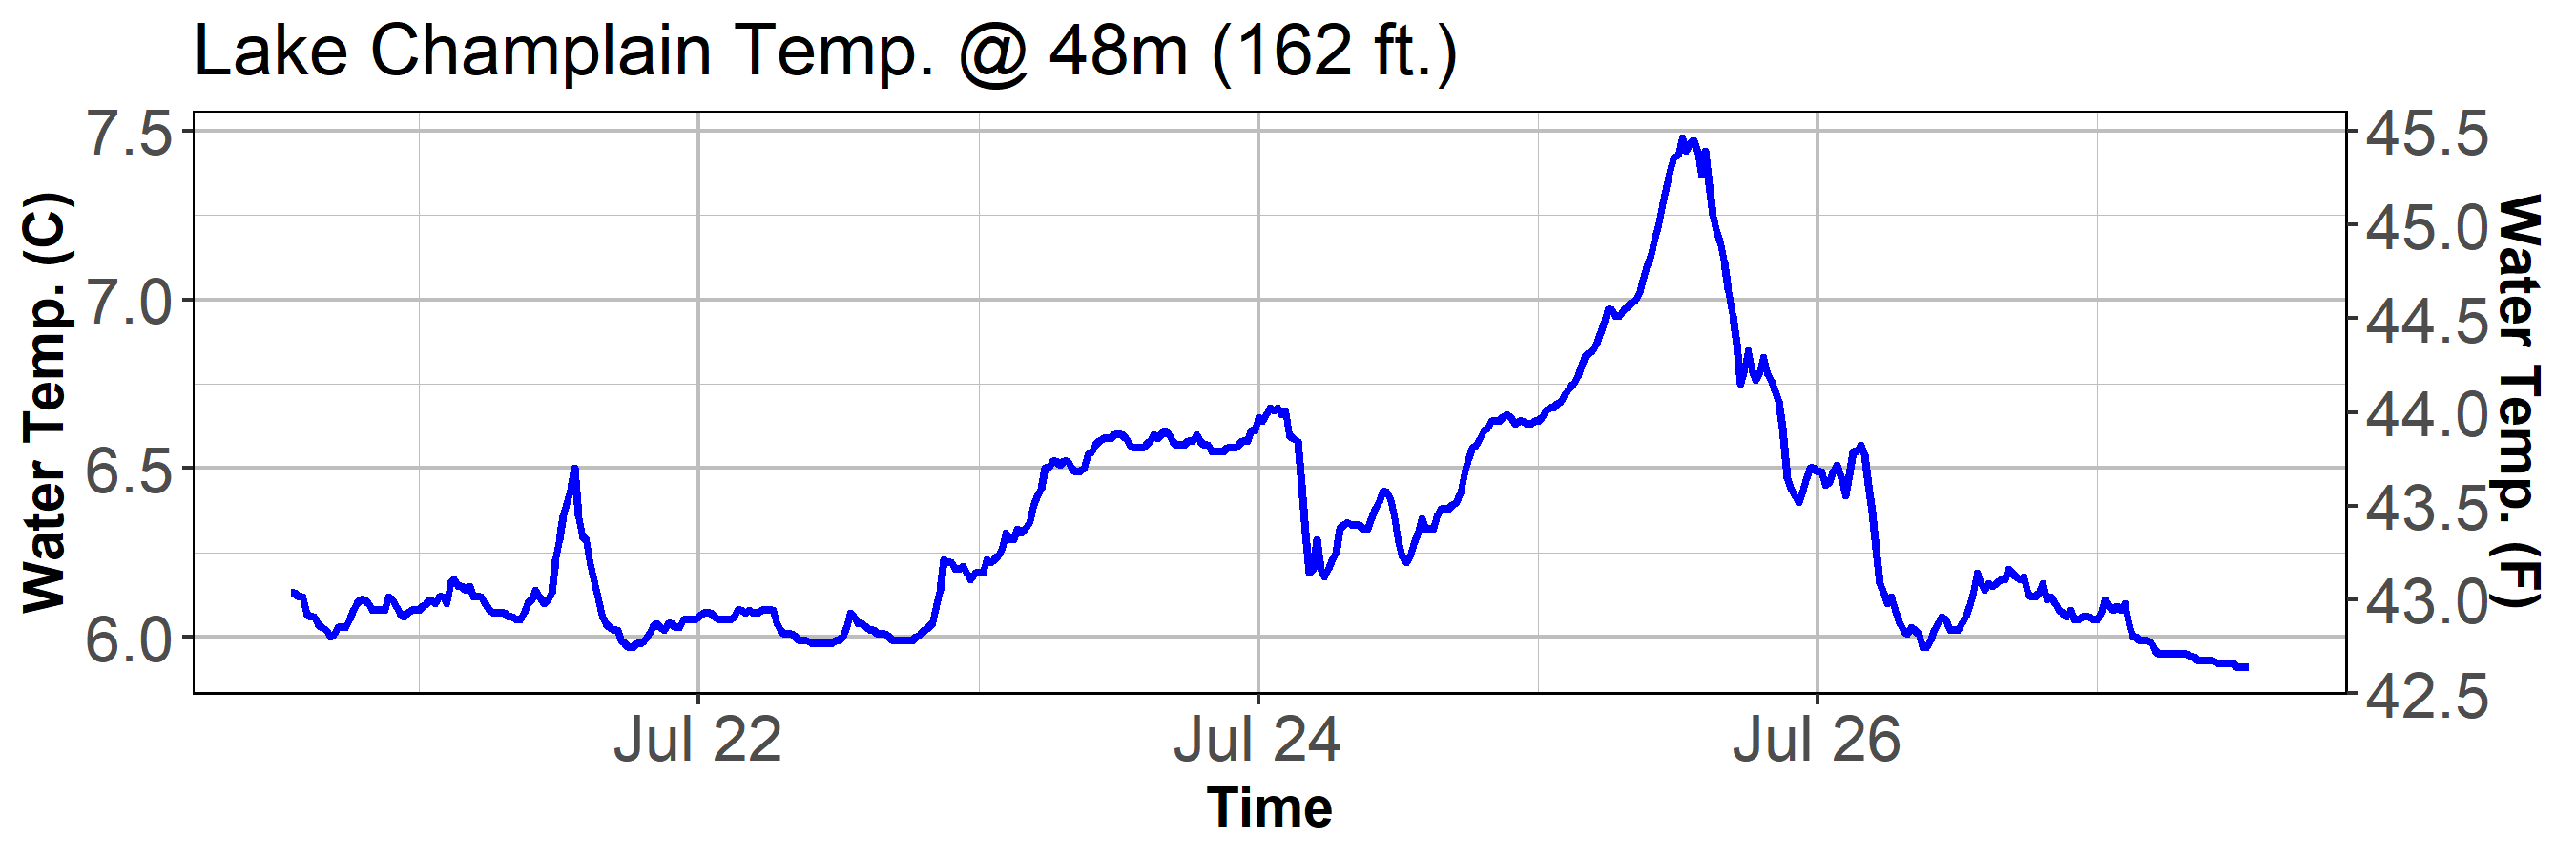 Lake Champlain Temp. @ 48m (162 ft.)
Water Temp. (C)
7.5
7.0
6.5
6.0
45.5
45.0
44.5
44.0
43.5
43.0
42.5
Water Temp. (F)
Jul 22 Jul 24 Jul 26
Time